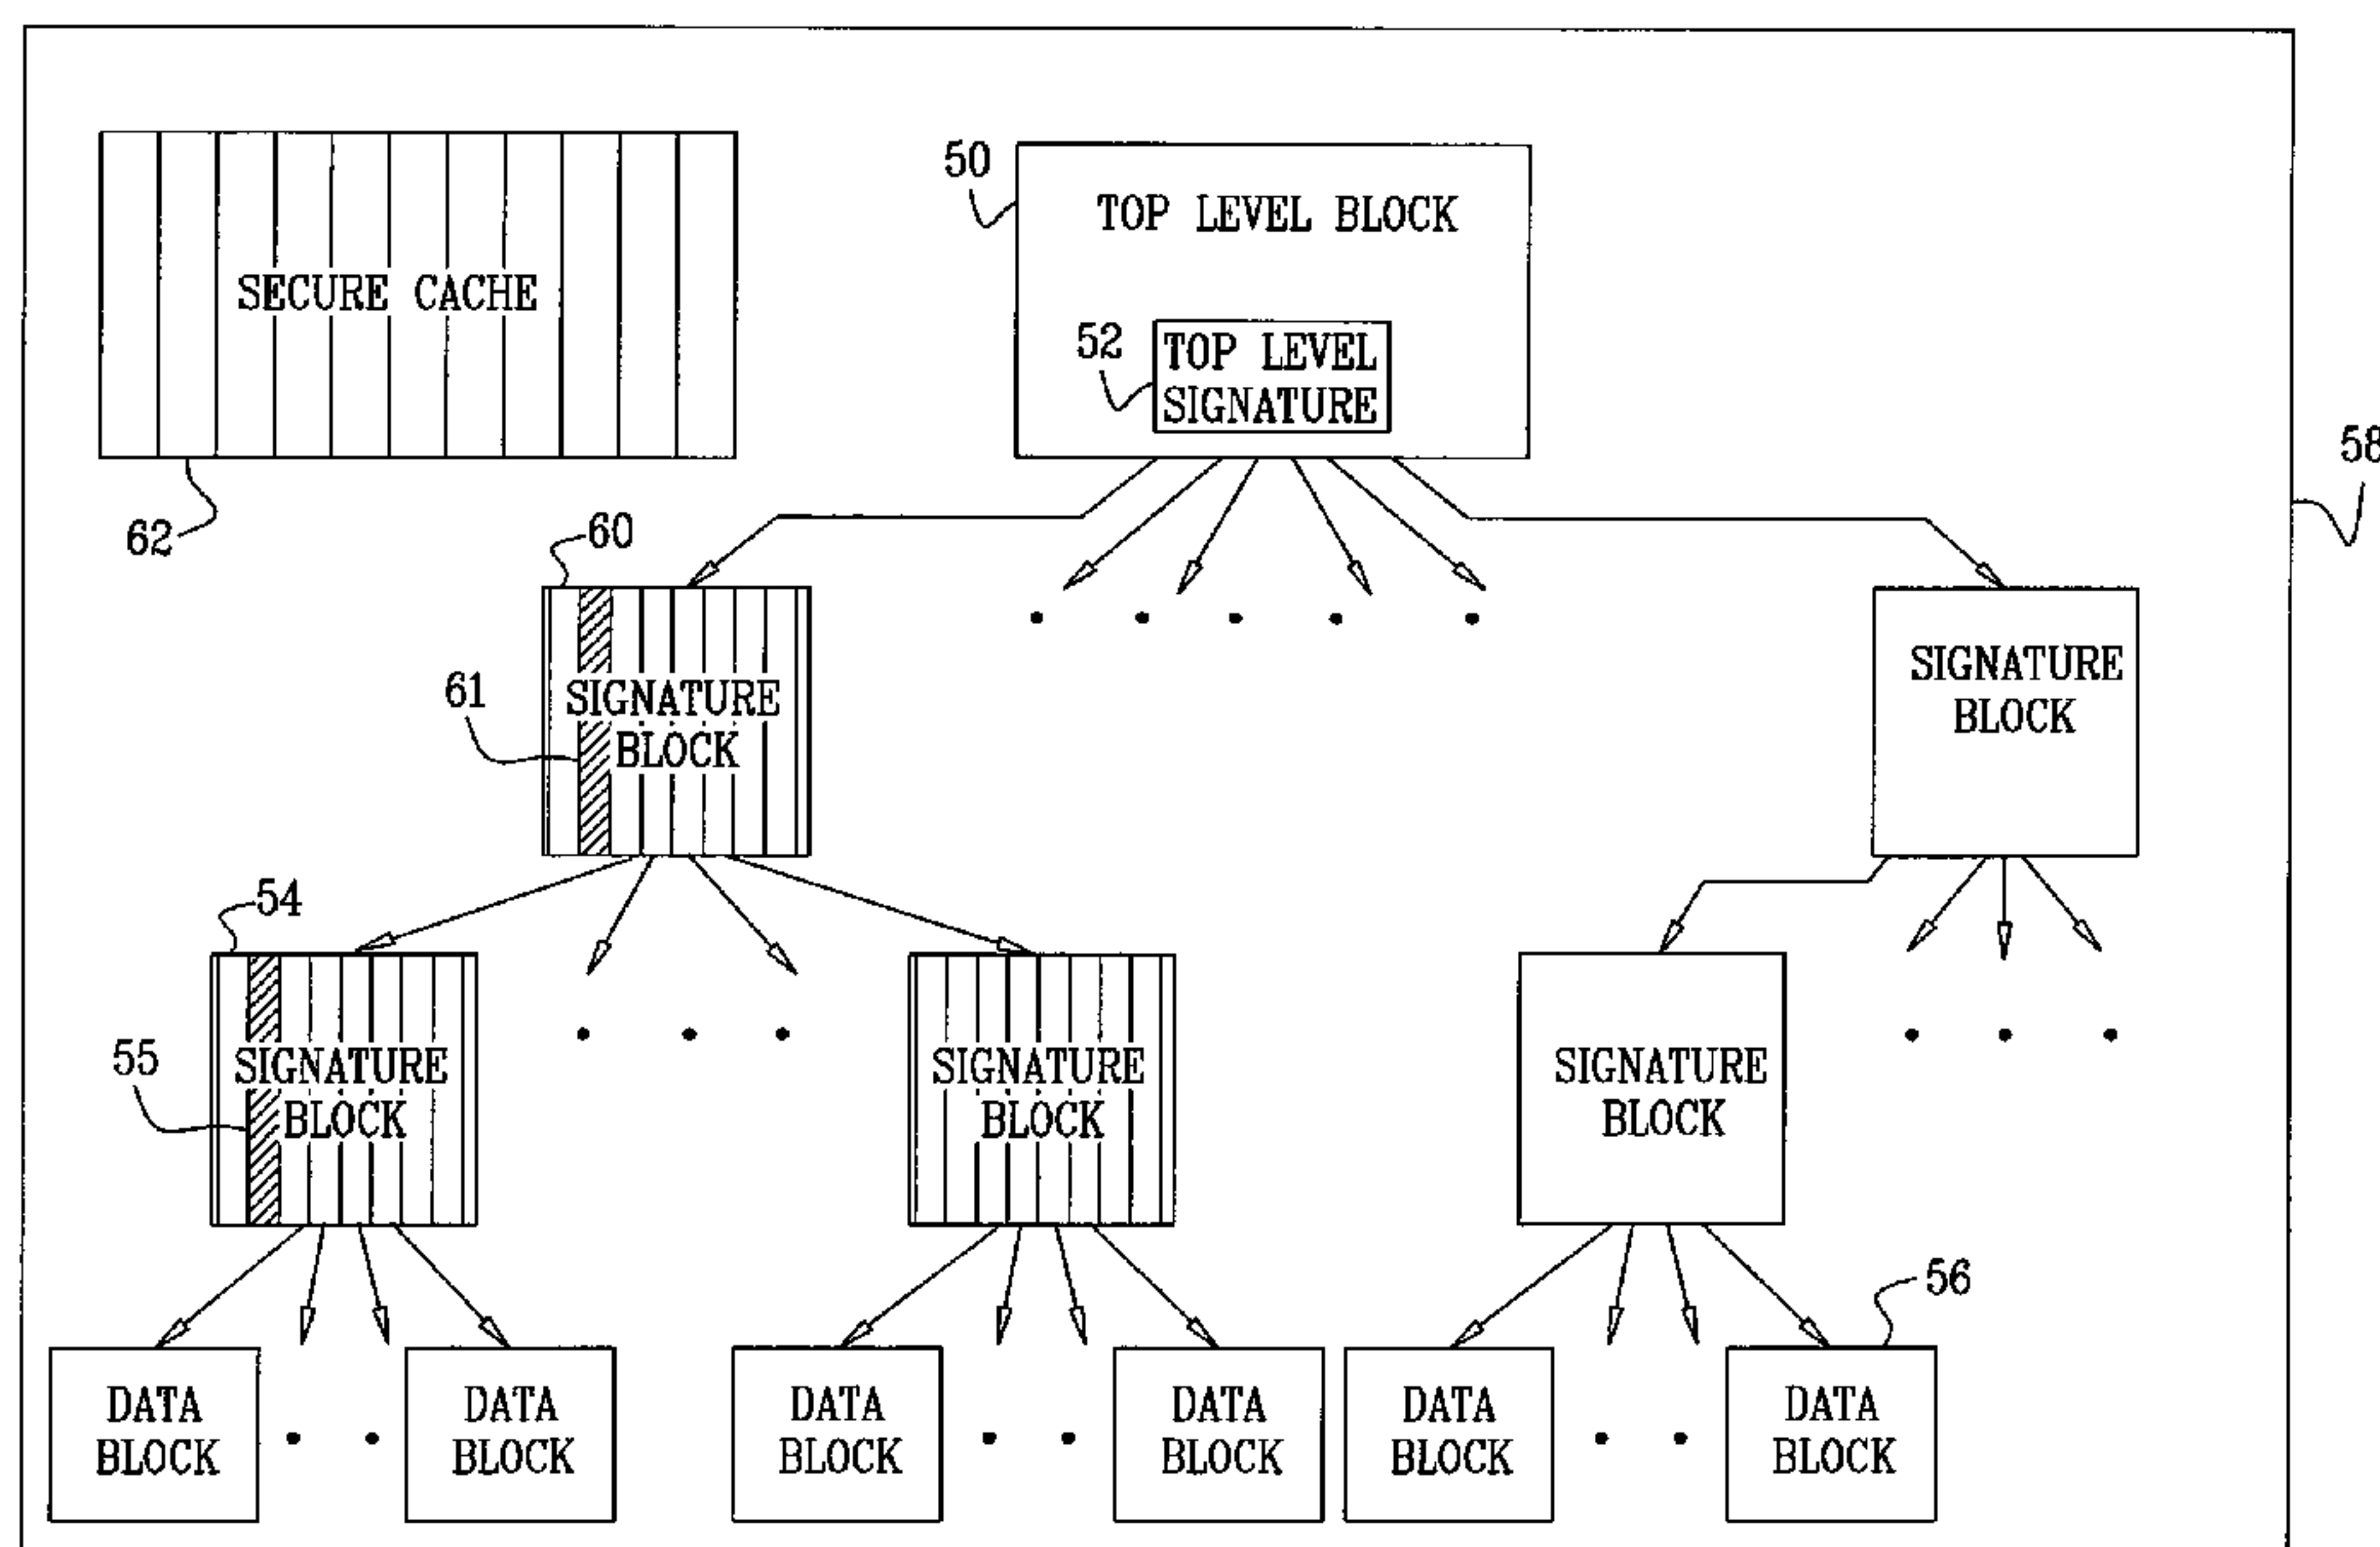 50
TOP LEVEL BLOCK
SECURE CACHE
52
TOP LEVEL
SIGNATURE
58
62
60
61
SIGNATURE
BLOCK
SIGNATURE
BLOCK
54
55
SIGNATURE
BLOCK
SIGNATURE
BLOCK
SIGNATURE
BLOCK
56
DATA
BLOCK
DATA
BLOCK
DATA
BLOCK
DATA
BLOCK
DATA
BLOCK
DATA
BLOCK